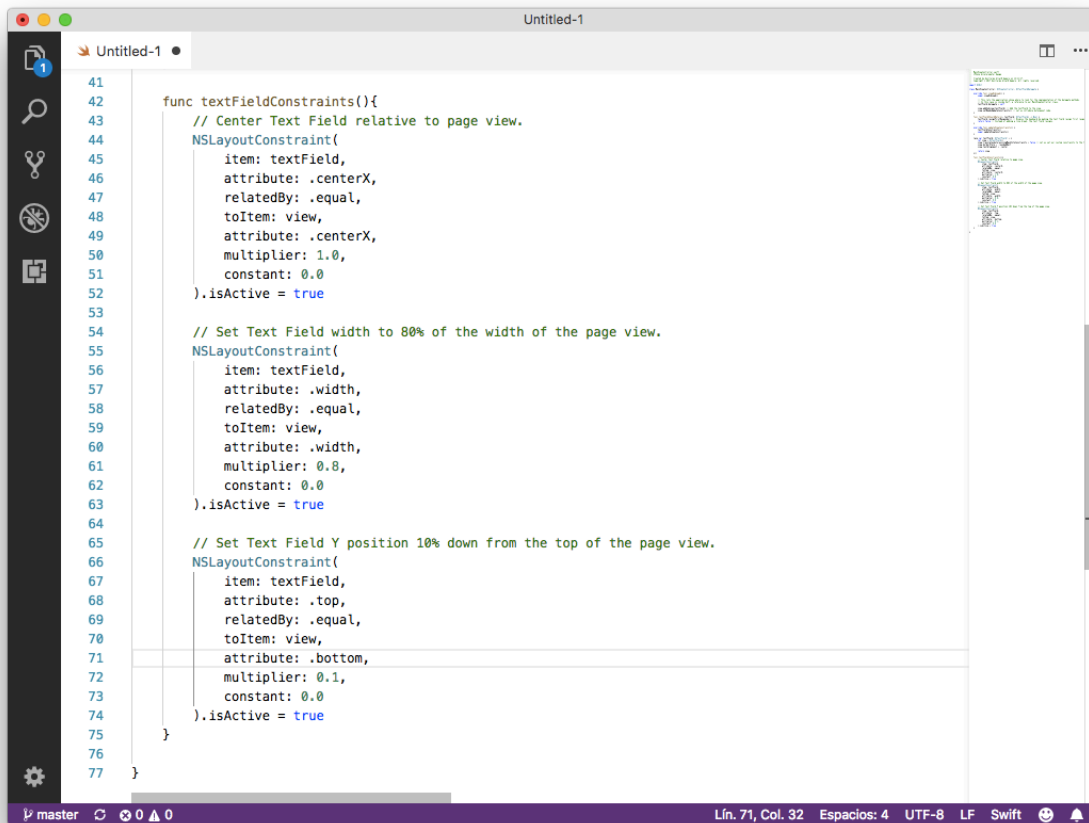 Untitled-1
1
Untitled-1
41
42 func textFieldConstraints(){
43 // Center Text Field relative to page view.
44 NSLayoutConstraint(
45 item: textField,
46 attribute: .centerX,
47 relatedBy: .equal,
48 toItem: view,
49 attribute: .centerX,
50 multiplier: 1.0,
51 constant: 0.0
52 ).isActive = true
53
54 // Set Text Field width to 80% of the width of the page view.
55 NSLayoutConstraint(
56 item: textField,
57 attribute: .width,
58 relatedBy: .equal,
59 toItem: view,
60 attribute: .width,
61 multiplier: 0.8,
62 constant: 0.0
63 ).isActive = true
64
65 // Set Text Field Y position 10% down from the top of the page view.
66 NSLayoutConstraint(
67 item: textField,
68 attribute: .top,
69 relatedBy: .equal,
70 toItem: view,
71 attribute: .bottom,
72 multiplier: 0.1,
73 constant: 0.0
74 ).isActive = true
75 }
76
77 }
master 0 0 Lín. 71, Col. 32 Espacios: 4 UTF-8 LF Swift